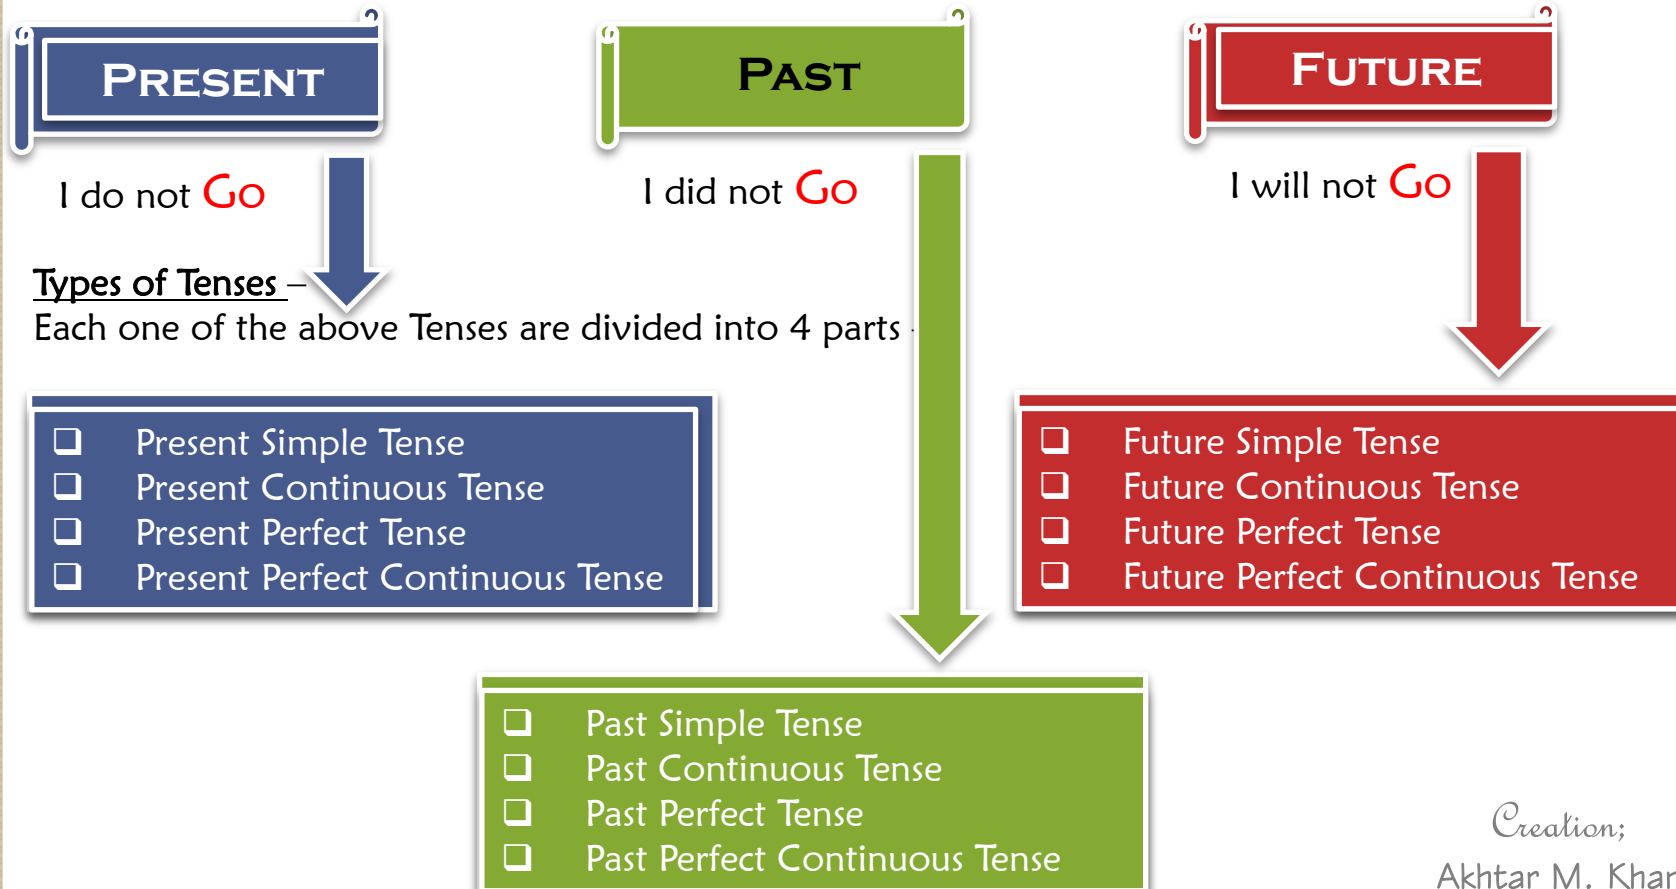 PRESENT
PAST
FUTURE
I do not Go
I did not Go
I will not Go
Types of Tenses –
Each one of the above Tenses are divided into 4 parts -
❑ Present Simple Tense
❑ Present Continuous Tense
❑ Present Perfect Tense
❑ Present Perfect Continuous Tense
❑ Future Simple Tense
❑ Future Continuous Tense
❑ Future Perfect Tense
❑ Future Perfect Continuous Tense
❑ Past Simple Tense
❑ Past Continuous Tense
❑ Past Perfect Tense
❑ Past Perfect Continuous Tense
Creation;
Akhtar M. Khan